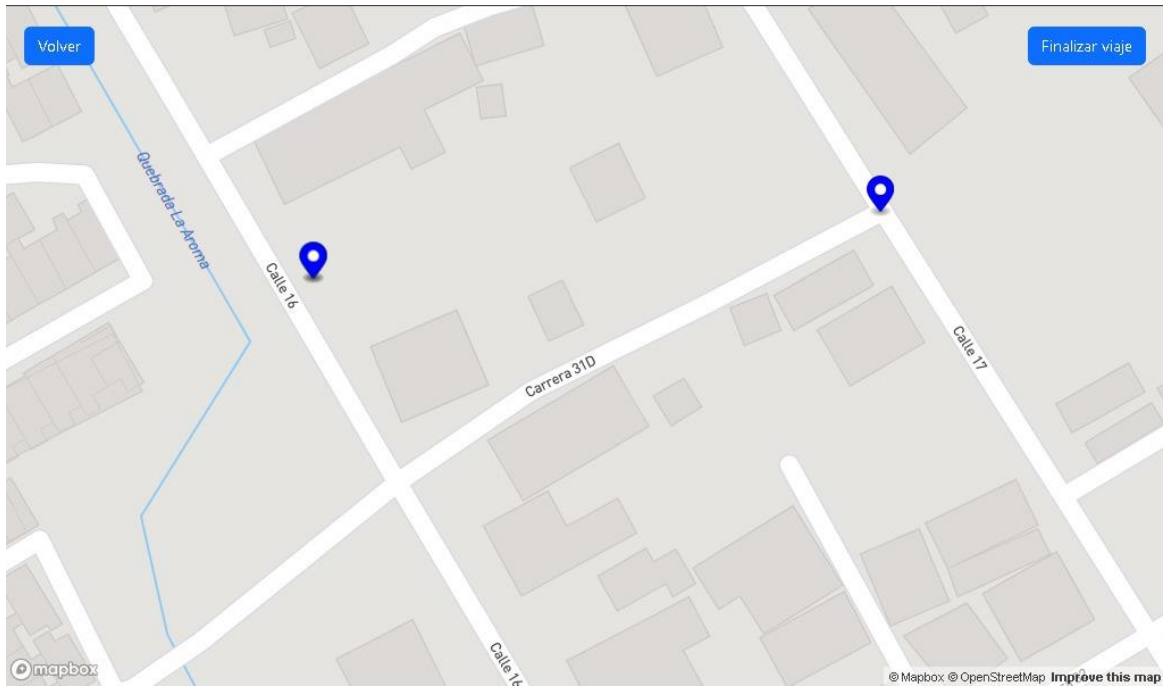 Volver
Finalizar viaje
Quebrada La Aroma
Calle 16
Carrera 31D
Calle 17
Calle 16
mapbox
© Mapbox © OpenStreetMap Improve this map